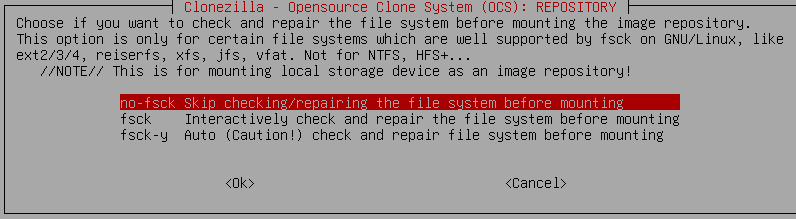 Clonezilla - Opensource Clone System (OCS): REPOSITORY
Choose if you want to check and repair the file system before mounting the image repository.
This option is only for certain file systems which are well supported by fsck on GNU/Linux, like
ext2/3/4, reiserfs, xfs, jfs, vfat. Not for NTFS, HFS+...
//NOTE// This is for mounting local storage device as an image repository!
no-fsck Skip checking/repairing the file system before mounting
fsck Interactively check and repair the file system before mounting
fsck-y Auto (Caution!) check and repair file system before mounting
<Ok> <Cancel>